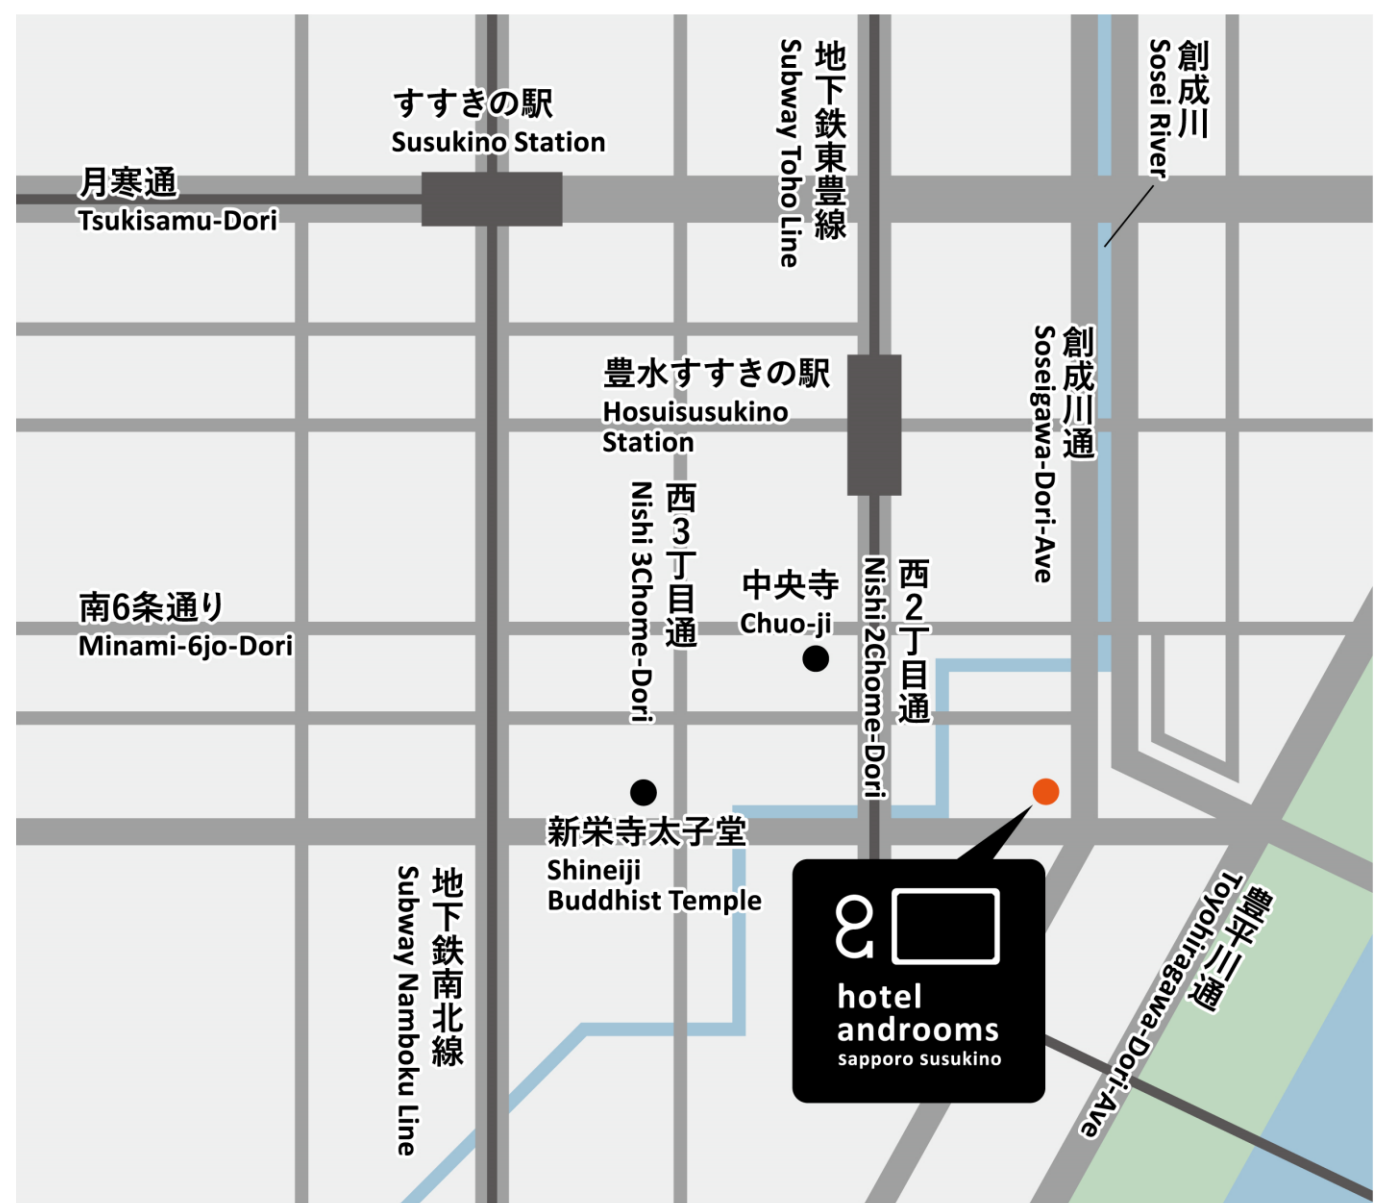 すすきの駅
Susukino Station
地下鉄東豊線
Subway Toho Line
創成川
Sosei River
月寒通
Tsukisamu-Dori
創成川通
Soseigawa-Dori-Ave
豊水すすきの駅
Hosuisusukino
Station
西3丁目通
Nishi 3Chome-Dori
西2丁目通
Nishi 2Chome-Dori
中央寺
Chuo-ji
南6条通り
Minami-6jo-Dori
新栄寺太子堂
Shineiji
Buddhist Temple
地下鉄南北線
Subway Namboku Line
豊平川通
Toyohiragawa-Dori-Ave
hotel
androoms
sapporo susukino